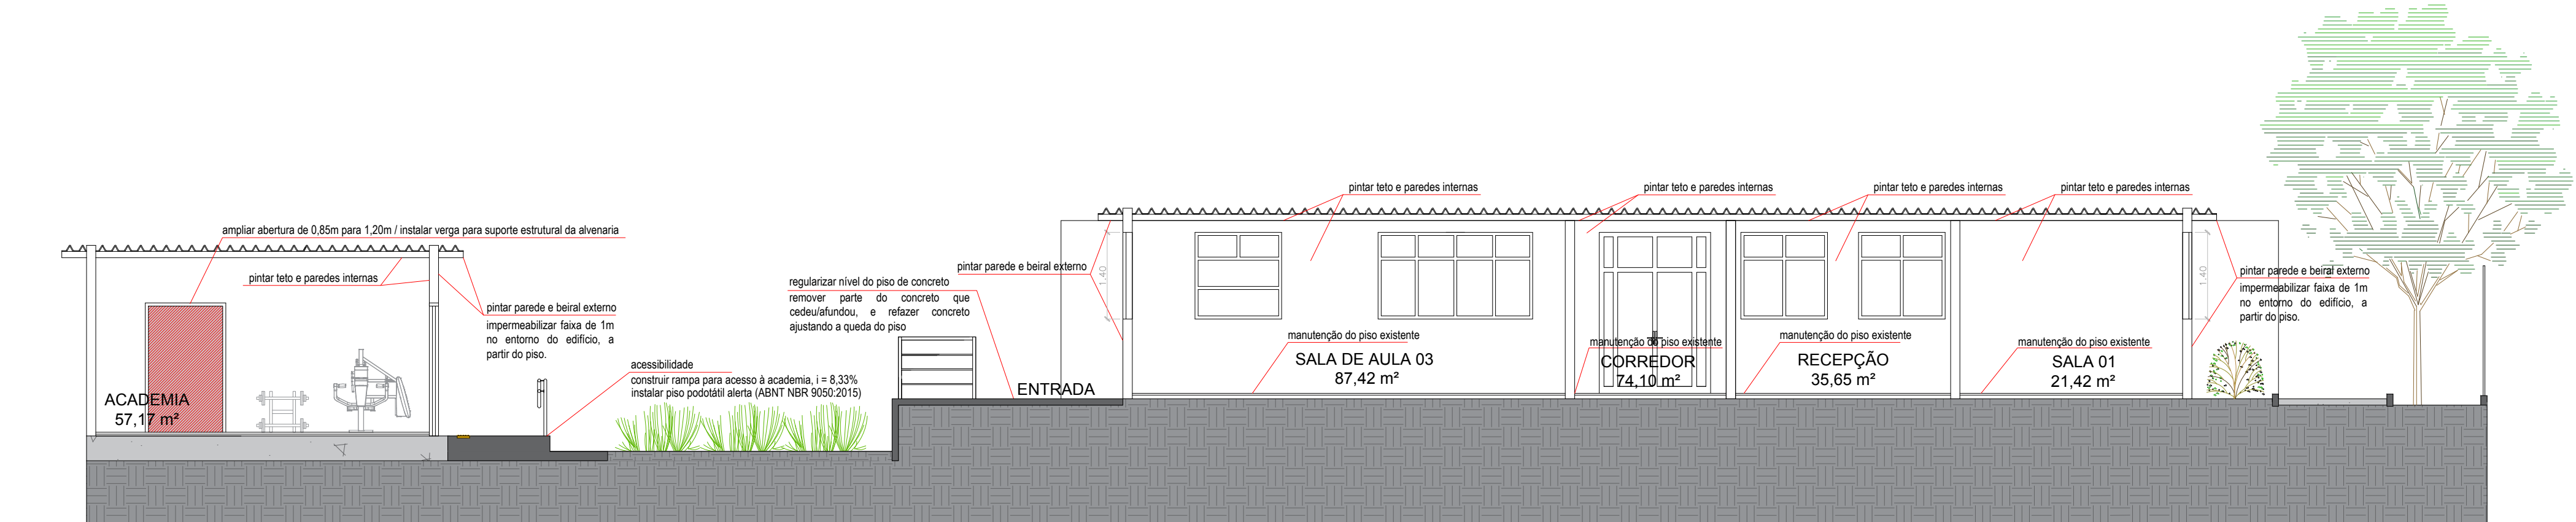 pintar teto e paredes internas
pintar teto e paredes internas
pintar teto e paredes internas
pintar teto e paredes internas
ampliar abertura de 0,85m para 1,20m / instalar verga para suporte estrutural da alvenaria
pintar teto e paredes internas
pintar parede e beiral externo
impermeabilizar faixa de 1m
no entorno do edifício, a
partir do piso.
ACADEMIA
57,17 m²
acessibilidade
construir rampa para acesso à academia, i = 8,33%
instalar piso podotátil alerta (ABNT NBR 9050:2015)
regularizar nível do piso de concreto
remover parte do concreto que
cedeu/afundou, e refazer concreto
ajustando a queda do piso
pintar parede e beiral externo
1,40
ENTRADA
manutenção do piso existente
SALA DE AULA 03
87,42 m²
manutenção do piso existente
CORREDOR
74,10 m²
manutenção do piso existente
RECEPÇÃO
35,65 m²
manutenção do piso existente
SALA 01
21,42 m²
1,40
pintar parede e beiral externo
impermeabilizar faixa de 1m
no entorno do edifício, a
partir do piso.